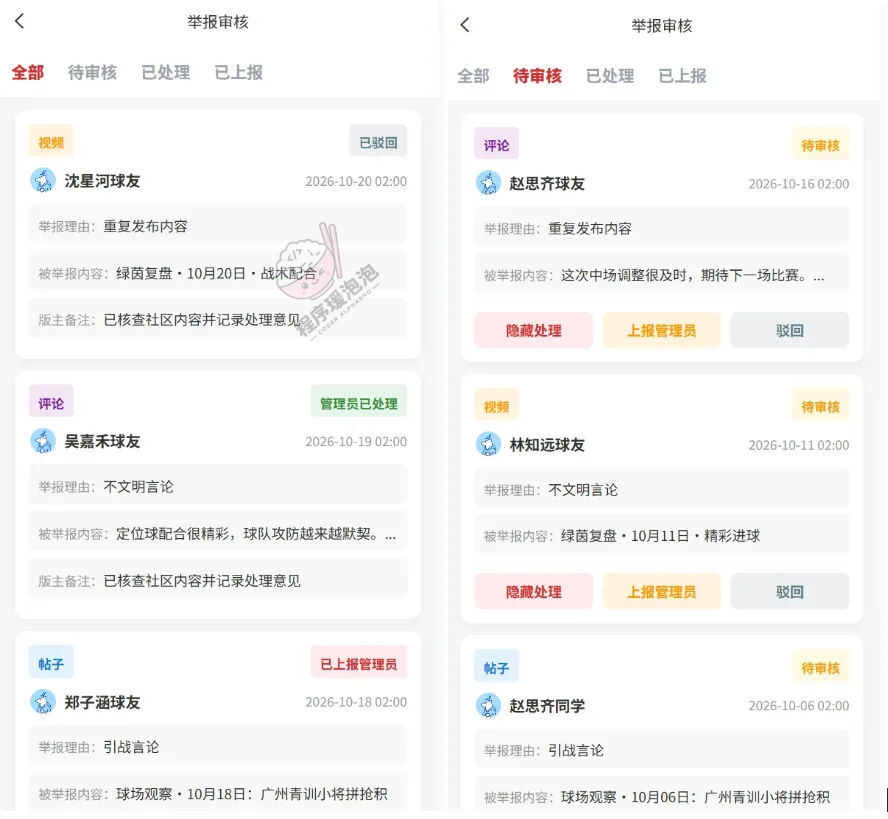 举报审核
全部 待审核 已处理 已上报
视频 已驳回
沈星河球友 2026-10-20 02:00
举报理由：重复发布内容
被举报内容：绿茵复盘·10月20日·战术配合
版主备注：已核查社区内容并记录处理意见
程序瑗泡泡
—CODER ALPHABAO—
评论 管理员已处理
吴嘉禾球友 2026-10-19 02:00
举报理由：不文明言论
被举报内容：定位球配合很精彩，球队攻防越来越默契。...
版主备注：已核查社区内容并记录处理意见
帖子 已上报管理员
郑子涵球友 2026-10-18 02:00
举报理由：引战言论
被举报内容：球场观察·10月18日：广州青训小将拼抢积
举报审核
全部 待审核 已处理 已上报
评论 待审核
赵思齐球友 2026-10-16 02:00
举报理由：重复发布内容
被举报内容：这次中场调整很及时，期待下一场比赛。...
隐藏处理 上报管理员 驳回
视频 待审核
林知远球友 2026-10-11 02:00
举报理由：不文明言论
被举报内容：绿茵复盘·10月11日·精彩进球
隐藏处理 上报管理员 驳回
帖子 待审核
赵思齐同学 2026-10-06 02:00
举报理由：引战言论
被举报内容：球场观察·10月06日：广州青训小将拼抢积